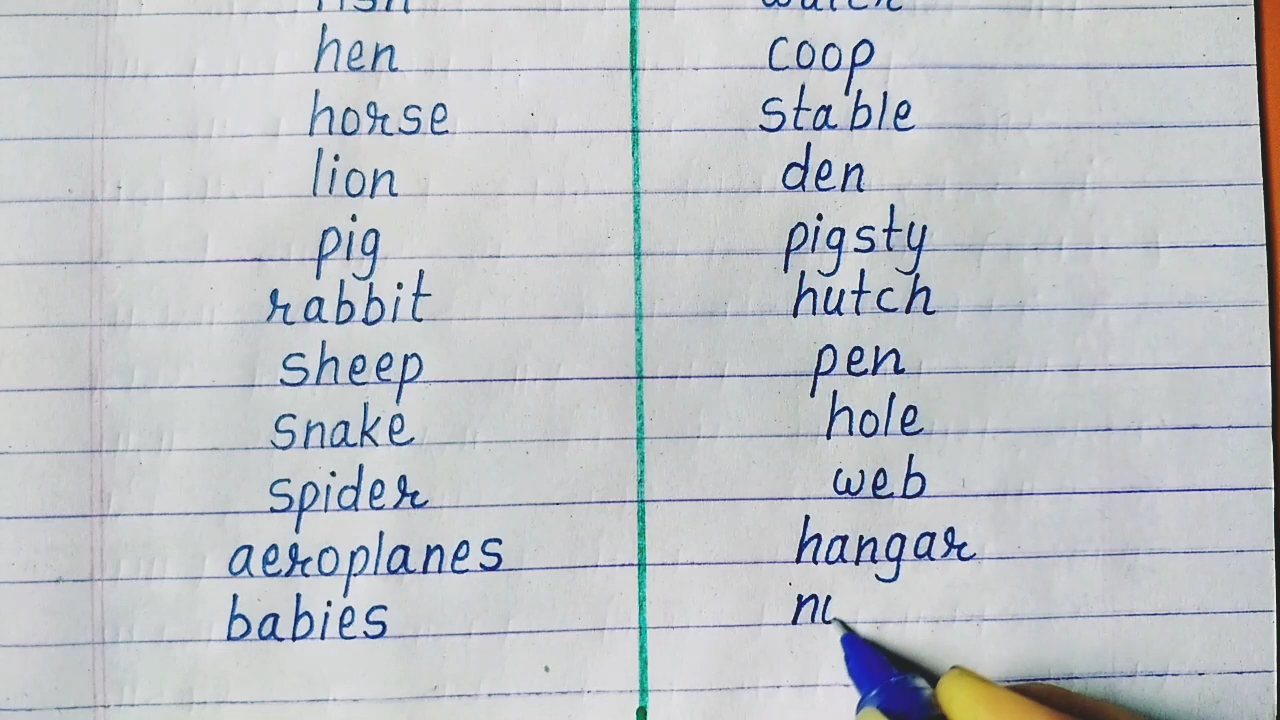 hen coop
horse stable
lion den
pig pigsty
rabbit hutch
sheep pen
snake hole
spider web
aeroplanes hangar
babies nu